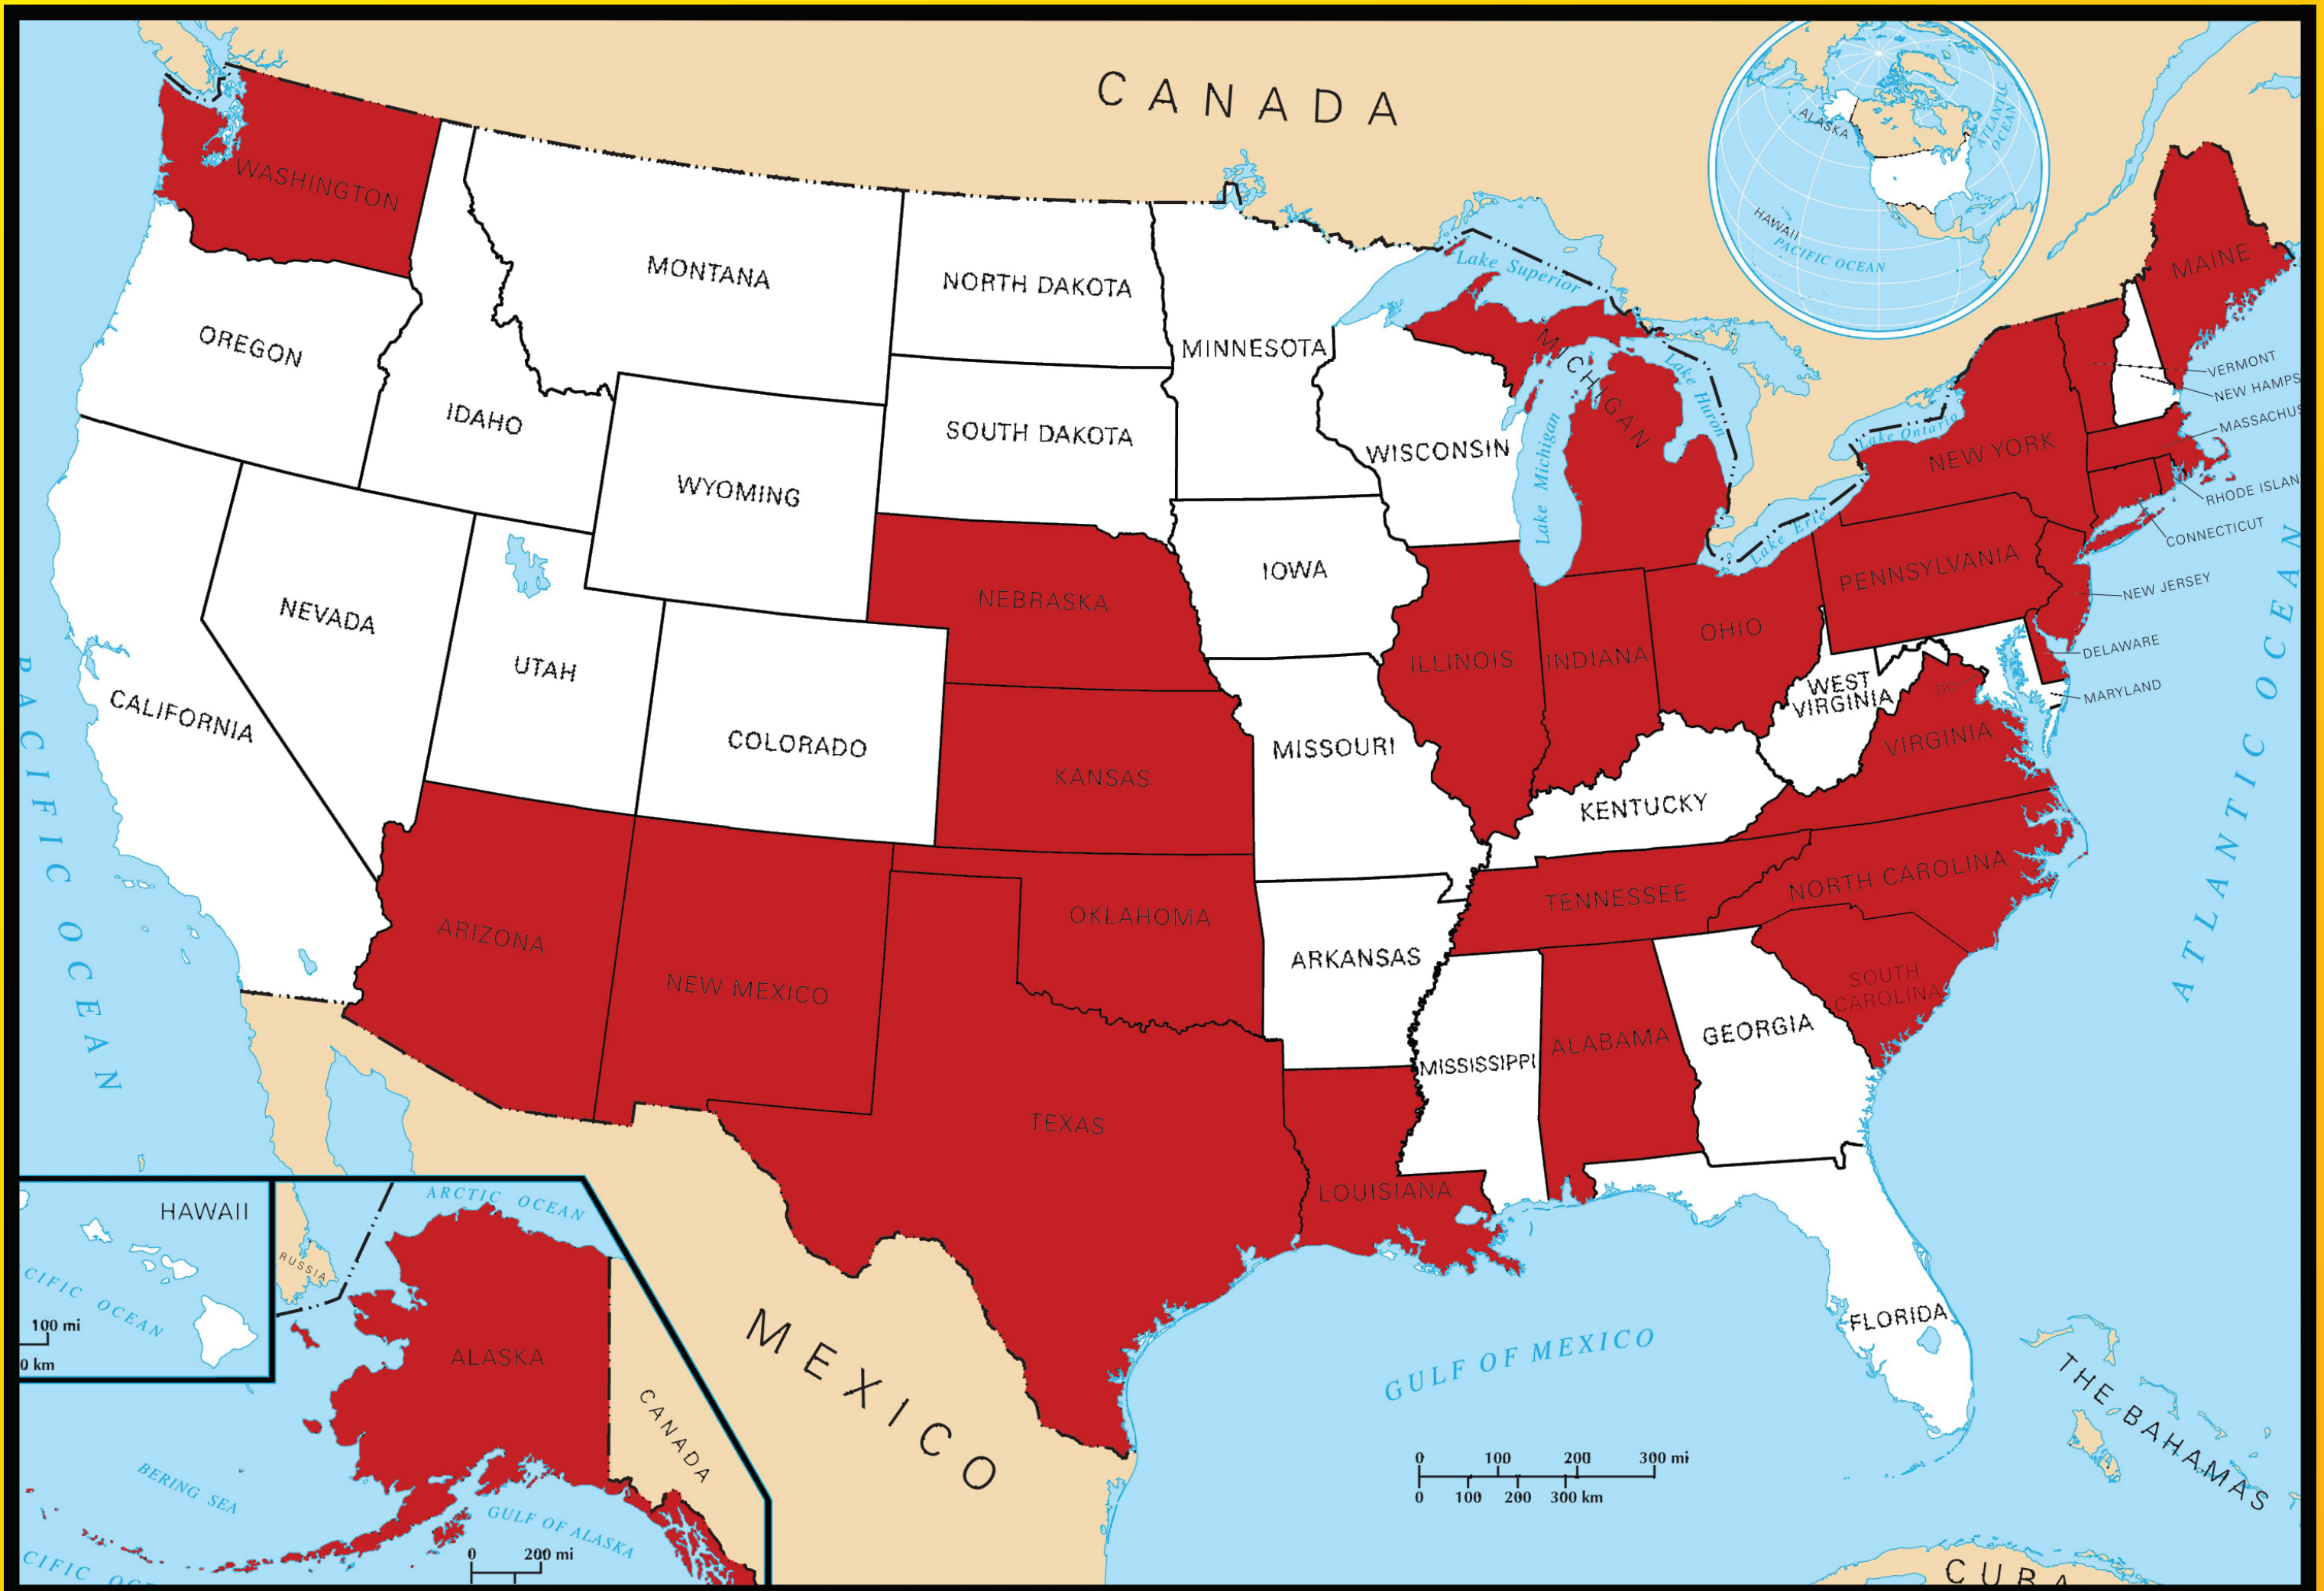 CANADA
ALASKA
ATLANTIC
OCEAN
HAWAII
PACIFIC OCEAN
WASHINGTON
MONTANA
NORTH DAKOTA
MINNESOTA
Lake Superior
MICHIGAN
Lake Huron
Lake Michigan
Lake Ontario
Lake Erie
MAINE
VERMONT
NEW HAMPS
MASSACHUS
RHODE ISLAN
CONNECTICUT
NEW JERSEY
DELAWARE
MARYLAND
OREGON
IDAHO
WYOMING
SOUTH DAKOTA
WISCONSIN
NEW YORK
NEVADA
UTAH
NEBRASKA
IOWA
PENNSYLVANIA
CALIFORNIA
COLORADO
KANSAS
MISSOURI
ILLINOIS
INDIANA
OHIO
WEST
VIRGINIA
VIRGINIA
KENTUCKY
ARIZONA
NEW MEXICO
OKLAHOMA
ARKANSAS
TENNESSEE
NORTH CAROLINA
SOUTH
CAROLINA
TEXAS
LOUISIANA
MISSISSIPPI
ALABAMA
GEORGIA
FLORIDA
PACIFIC OCEAN
ATLANTIC OCEAN
HAWAII
CIFIC OCEAN
100 mi
0 km
RUSSIA
ARCTIC OCEAN
ALASKA
CANADA
BERING SEA
GULF OF ALASKA
0 200 mi
CIFIC
MEXICO
GULF OF MEXICO
0 100 200 300 mi
0 100 200 300 km
THE BAHAMAS
CUBA